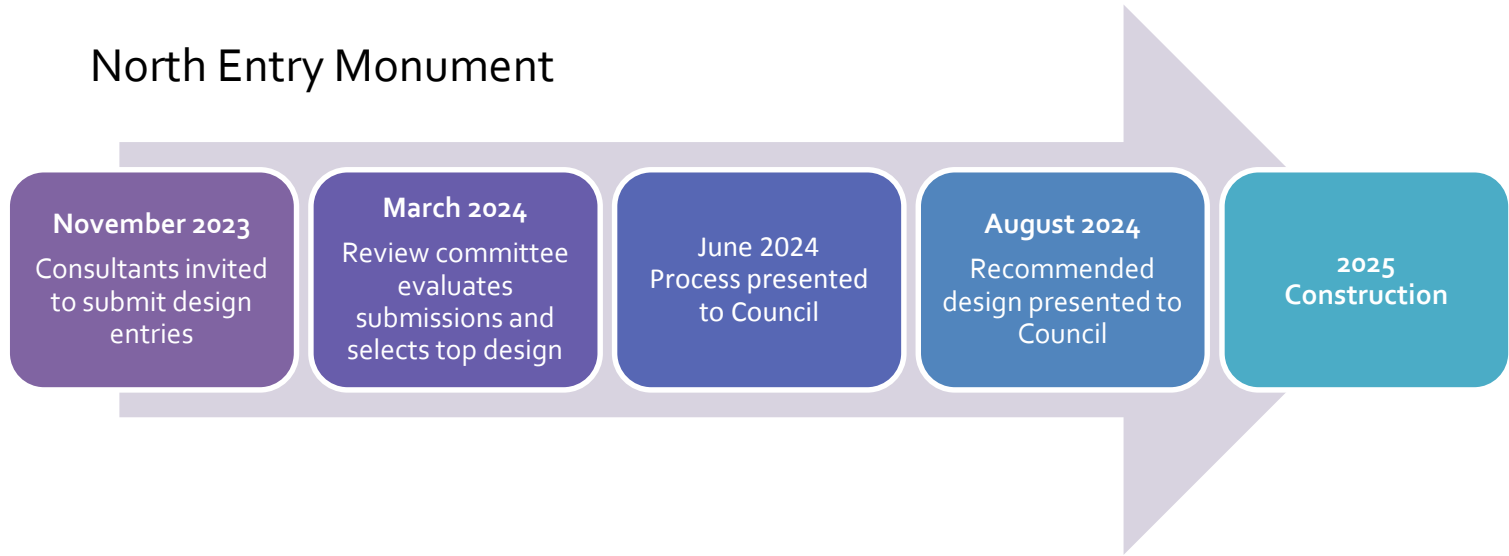 North Entry Monument
November 2023
Consultants invited
to submit design
entries
March 2024
Review committee
evaluates
submissions and
selects top design
June 2024
Process presented
to Council
August 2024
Recommended
design presented to
Council
2025
Construction